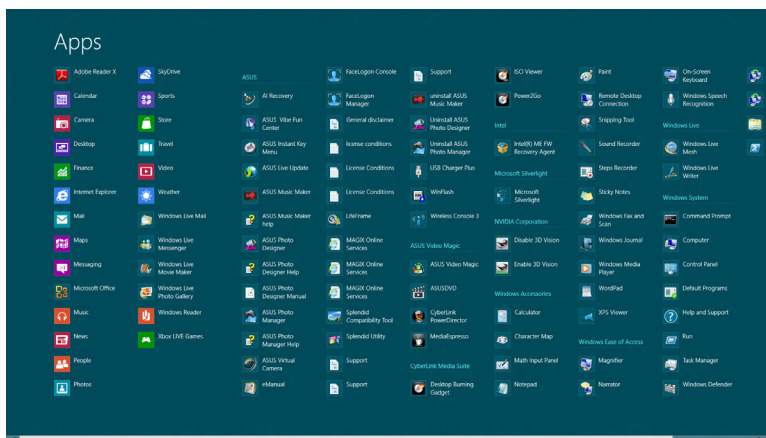 Apps
Adobe Reader X
Calendar
Camera
Desktop
Finance
Internet Explorer
Mail
Maps
Messaging
Microsoft Office
Music
News
People
Photos
SkyDrive
Sports
Store
Travel
Video
Weather
Windows Live Mail
Windows Live
Messenger
Windows Live
Movie Maker
Windows Live
Photo Gallery
Windows Reader
Xbox LIVE Games
ASUS
AI Recovery
ASUS Vibe Fun
Center
ASUS Instant Key
Menu
ASUS Live Update
ASUS Music Maker
ASUS Music Maker
help
ASUS Photo
Designer
ASUS Photo
Designer Help
ASUS Photo
Designer Manual
ASUS Photo
Manager
ASUS Photo
Manager Help
ASUS Virtual
Camera
eManual
FaceLogon Console
FaceLogon
Manager
General disclaimer
license conditions
License Conditions
License Conditions
LifeFrame
MAGIX Online
Services
MAGIX Online
Services
MAGIX Online
Services
Splendid
Compatibility Tool
Splendid Utility
Support
Support
Support
uninstall ASUS
Music Maker
Uninstall ASUS
Photo Designer
Uninstall ASUS
Photo Manager
USB Charger Plus
WinFlash
Wireless Console 3
ASUS Video Magic
ASUS Video Magic
ASUSDVD
CyberLink
PowerDirector
MediaEspresso
CyberLink Media Suite
Desktop Burning
Gadget
ISO Viewer
Power2Go
Intel
Intel(R) ME FW
Recovery Agent
Microsoft Silverlight
Microsoft
Silverlight
NVIDIA Corporation
Disable 3D Vision
Enable 3D Vision
Windows Accessories
Calculator
Character Map
Math Input Panel
Notepad
Paint
Remote Desktop
Connection
Snipping Tool
Sound Recorder
Steps Recorder
Sticky Notes
Windows Fax and
Scan
Windows Journal
Windows Media
Player
WordPad
XPS Viewer
Windows Ease of Access
Magnifier
Narrator
On-Screen
Keyboard
Windows Speech
Recognition
Windows Live
Windows Live
Mesh
Windows Live
Writer
Windows System
Command Prompt
Computer
Control Panel
Default Programs
Help and Support
Run
Task Manager
Windows Defender